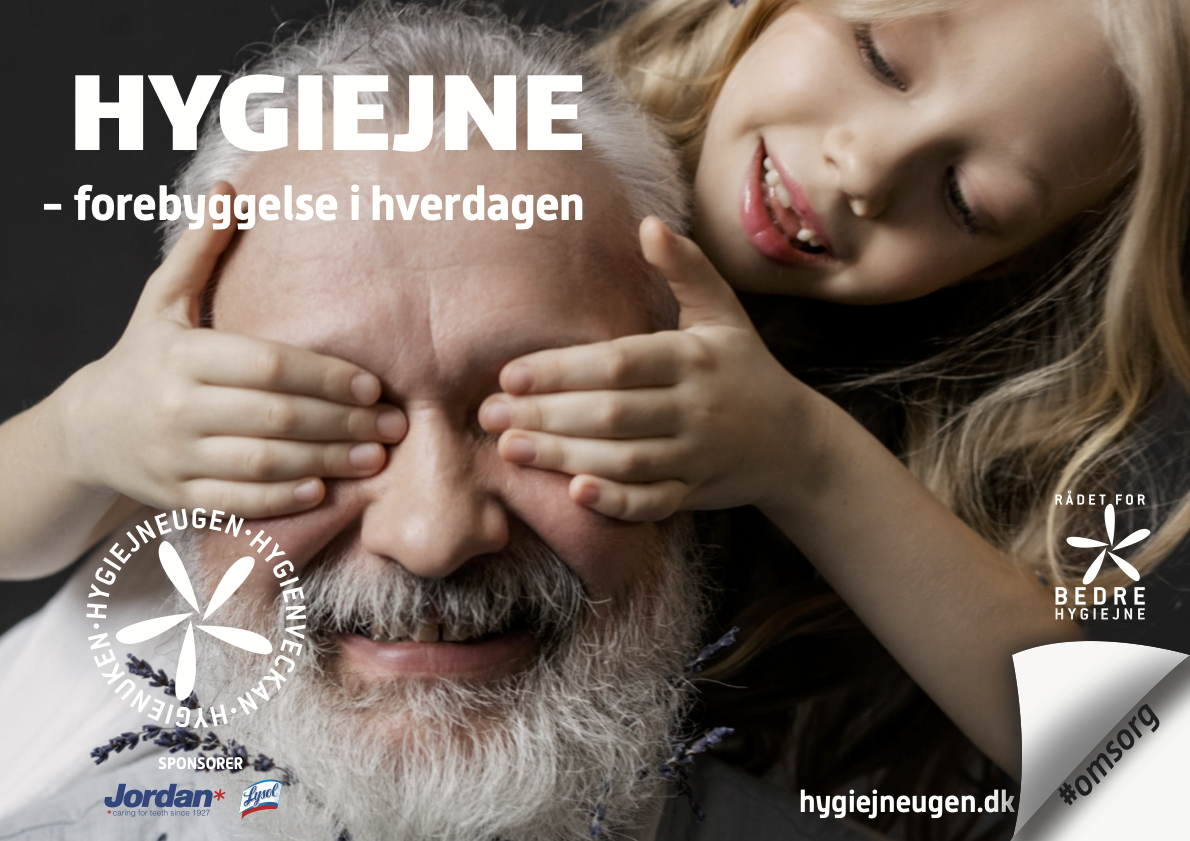 HYGIEJNE
– forebyggelse i hverdagen
RÅDET FOR
BEDRE
HYGIEJNE
HYGIEJNEUGEN · HYGIENVECKAN · HYGIENUKEN ·
SPONSORER
Jordan*
*caring for teeth since 1927
Lysol
hygiejneugen.dk
#omsorg